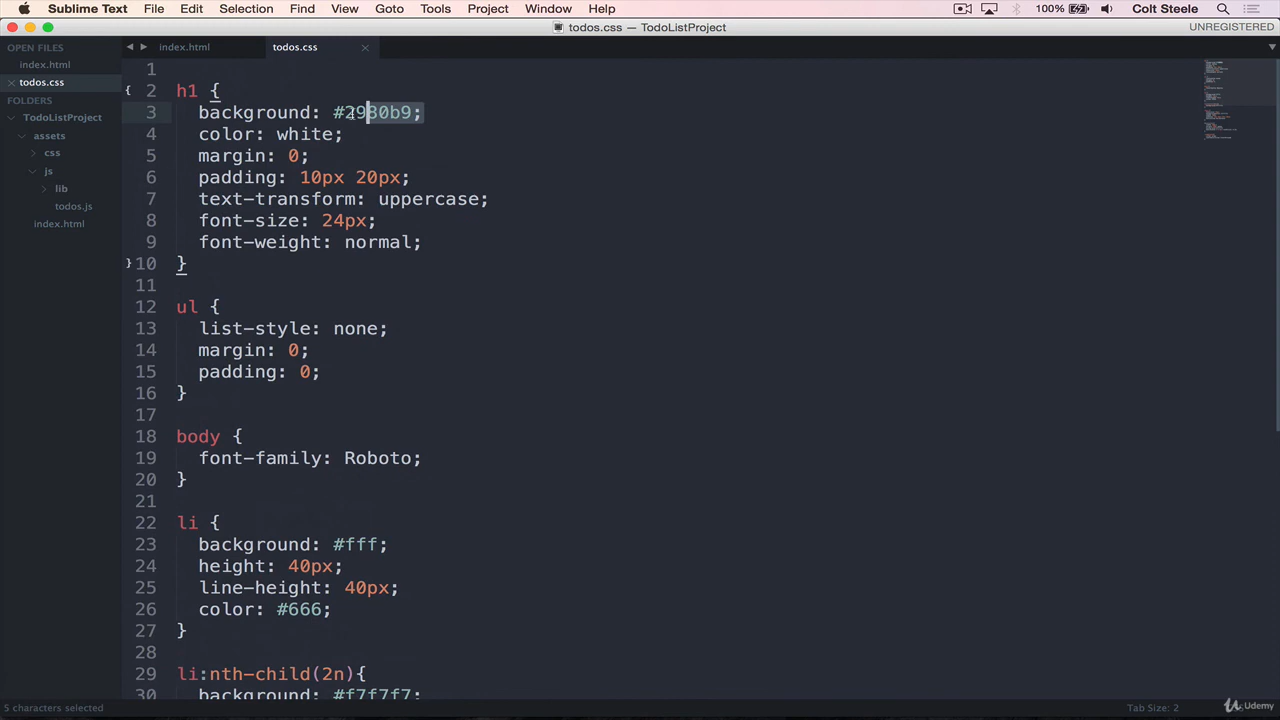 Sublime Text File Edit Selection Find View Goto Tools Project Window Help 100% Colt Steele
todos.css — TodoListProject UNREGISTERED
OPEN FILES
index.html
todos.css
FOLDERS
TodoListProject
assets
css
js
lib
todos.js
index.html
index.html todos.css
1
2 h1 {
3 background: #2980b9;
4 color: white;
5 margin: 0;
6 padding: 10px 20px;
7 text-transform: uppercase;
8 font-size: 24px;
9 font-weight: normal;
10 }
11
12 ul {
13 list-style: none;
14 margin: 0;
15 padding: 0;
16 }
17
18 body {
19 font-family: Roboto;
20 }
21
22 li {
23 background: #fff;
24 height: 40px;
25 line-height: 40px;
26 color: #666;
27 }
28
29 li:nth-child(2n){
30 background: #f7f7f7;
5 characters selected Tab Size: 2
Udemy